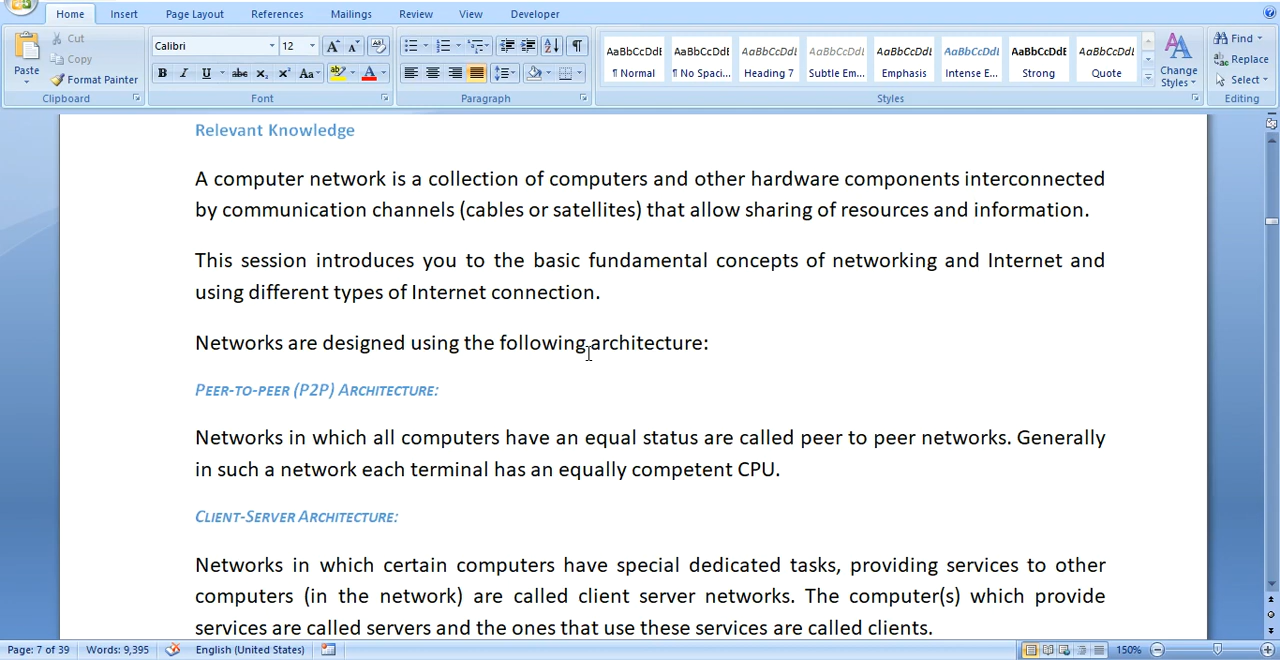 Home Insert Page Layout References Mailings Review View Developer
Paste Cut Calibri 12 Aa AaBbCcDdE AaBbCcDdE AaBbCcDdE AaBbCcDdE AaBbCcDdE AaBbCcDdE AaBbCcDdE AaBbCcDdE Change Styles Find
Copy Replace
Format Painter B I U abc X₂ X² Aa ab A ¶ Normal ¶ No Spaci... Heading 7 Subtle Em... Emphasis Intense E... Strong Quote Select
Clipboard Font Paragraph Styles Editing
Relevant Knowledge
A computer network is a collection of computers and other hardware components interconnected
by communication channels (cables or satellites) that allow sharing of resources and information.
This session introduces you to the basic fundamental concepts of networking and Internet and
using different types of Internet connection.
Networks are designed using the following architecture:
PEER-TO-PEER (P2P) ARCHITECTURE:
Networks in which all computers have an equal status are called peer to peer networks. Generally
in such a network each terminal has an equally competent CPU.
CLIENT-SERVER ARCHITECTURE:
Networks in which certain computers have special dedicated tasks, providing services to other
computers (in the network) are called client server networks. The computer(s) which provide
services are called servers and the ones that use these services are called clients.
Page: 7 of 39 Words: 9,395 English (United States) 150%